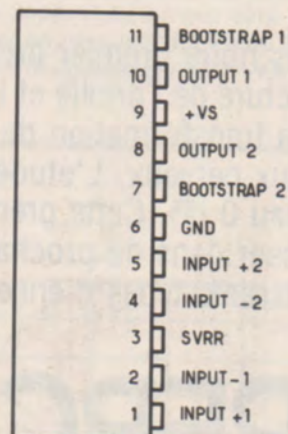 11 BOOTSTRAP 1
10 OUTPUT 1
9 +VS
8 OUTPUT 2
7 BOOTSTRAP 2
6 GND
5 INPUT +2
4 INPUT -2
3 SVRR
2 INPUT-1
1 INPUT +1